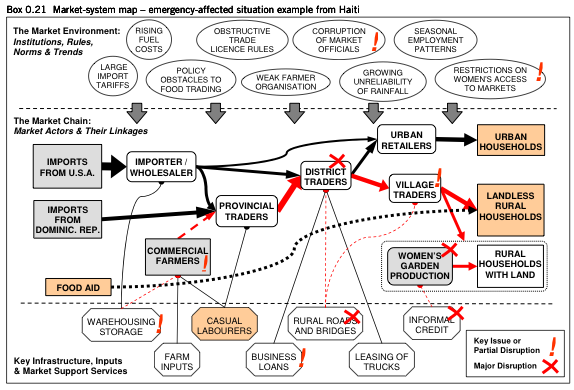 Box 0.21 Market-system map – emergency-affected situation example from Haiti
The Market Environment:
Institutions, Rules,
Norms & Trends
RISING
FUEL
COSTS
OBSTRUCTIVE
TRADE
LICENCE RULES
CORRUPTION
OF MARKET
OFFICIALS
SEASONAL
EMPLOYMENT
PATTERNS
LARGE
IMPORT
TARIFFS
POLICY
OBSTACLES TO
FOOD TRADING
WEAK FARMER
ORGANISATION
GROWING
UNRELIABILITY
OF RAINFALL
RESTRICTIONS ON
WOMEN'S ACCESS
TO MARKETS
The Market Chain:
Market Actors & Their Linkages
IMPORTS
FROM U.S.A.
IMPORTER /
WHOLESALER
DISTRICT
TRADERS
URBAN
RETAILERS
URBAN
HOUSEHOLDS
IMPORTS
FROM
DOMINIC. REP.
PROVINCIAL
TRADERS
VILLAGE
TRADERS
LANDLESS
RURAL
HOUSEHOLDS
COMMERCIAL
FARMERS
WOMEN'S
GARDEN
PRODUCTION
RURAL
HOUSEHOLDS
WITH LAND
FOOD AID
WAREHOUSING
STORAGE
CASUAL
LABOURERS
RURAL ROADS
AND BRIDGES
INFORMAL
CREDIT
FARM
INPUTS
BUSINESS
LOANS
LEASING OF
TRUCKS
Key Infrastructure, Inputs
& Market Support Services
Key Issue or
Partial Disruption
Major Disruption